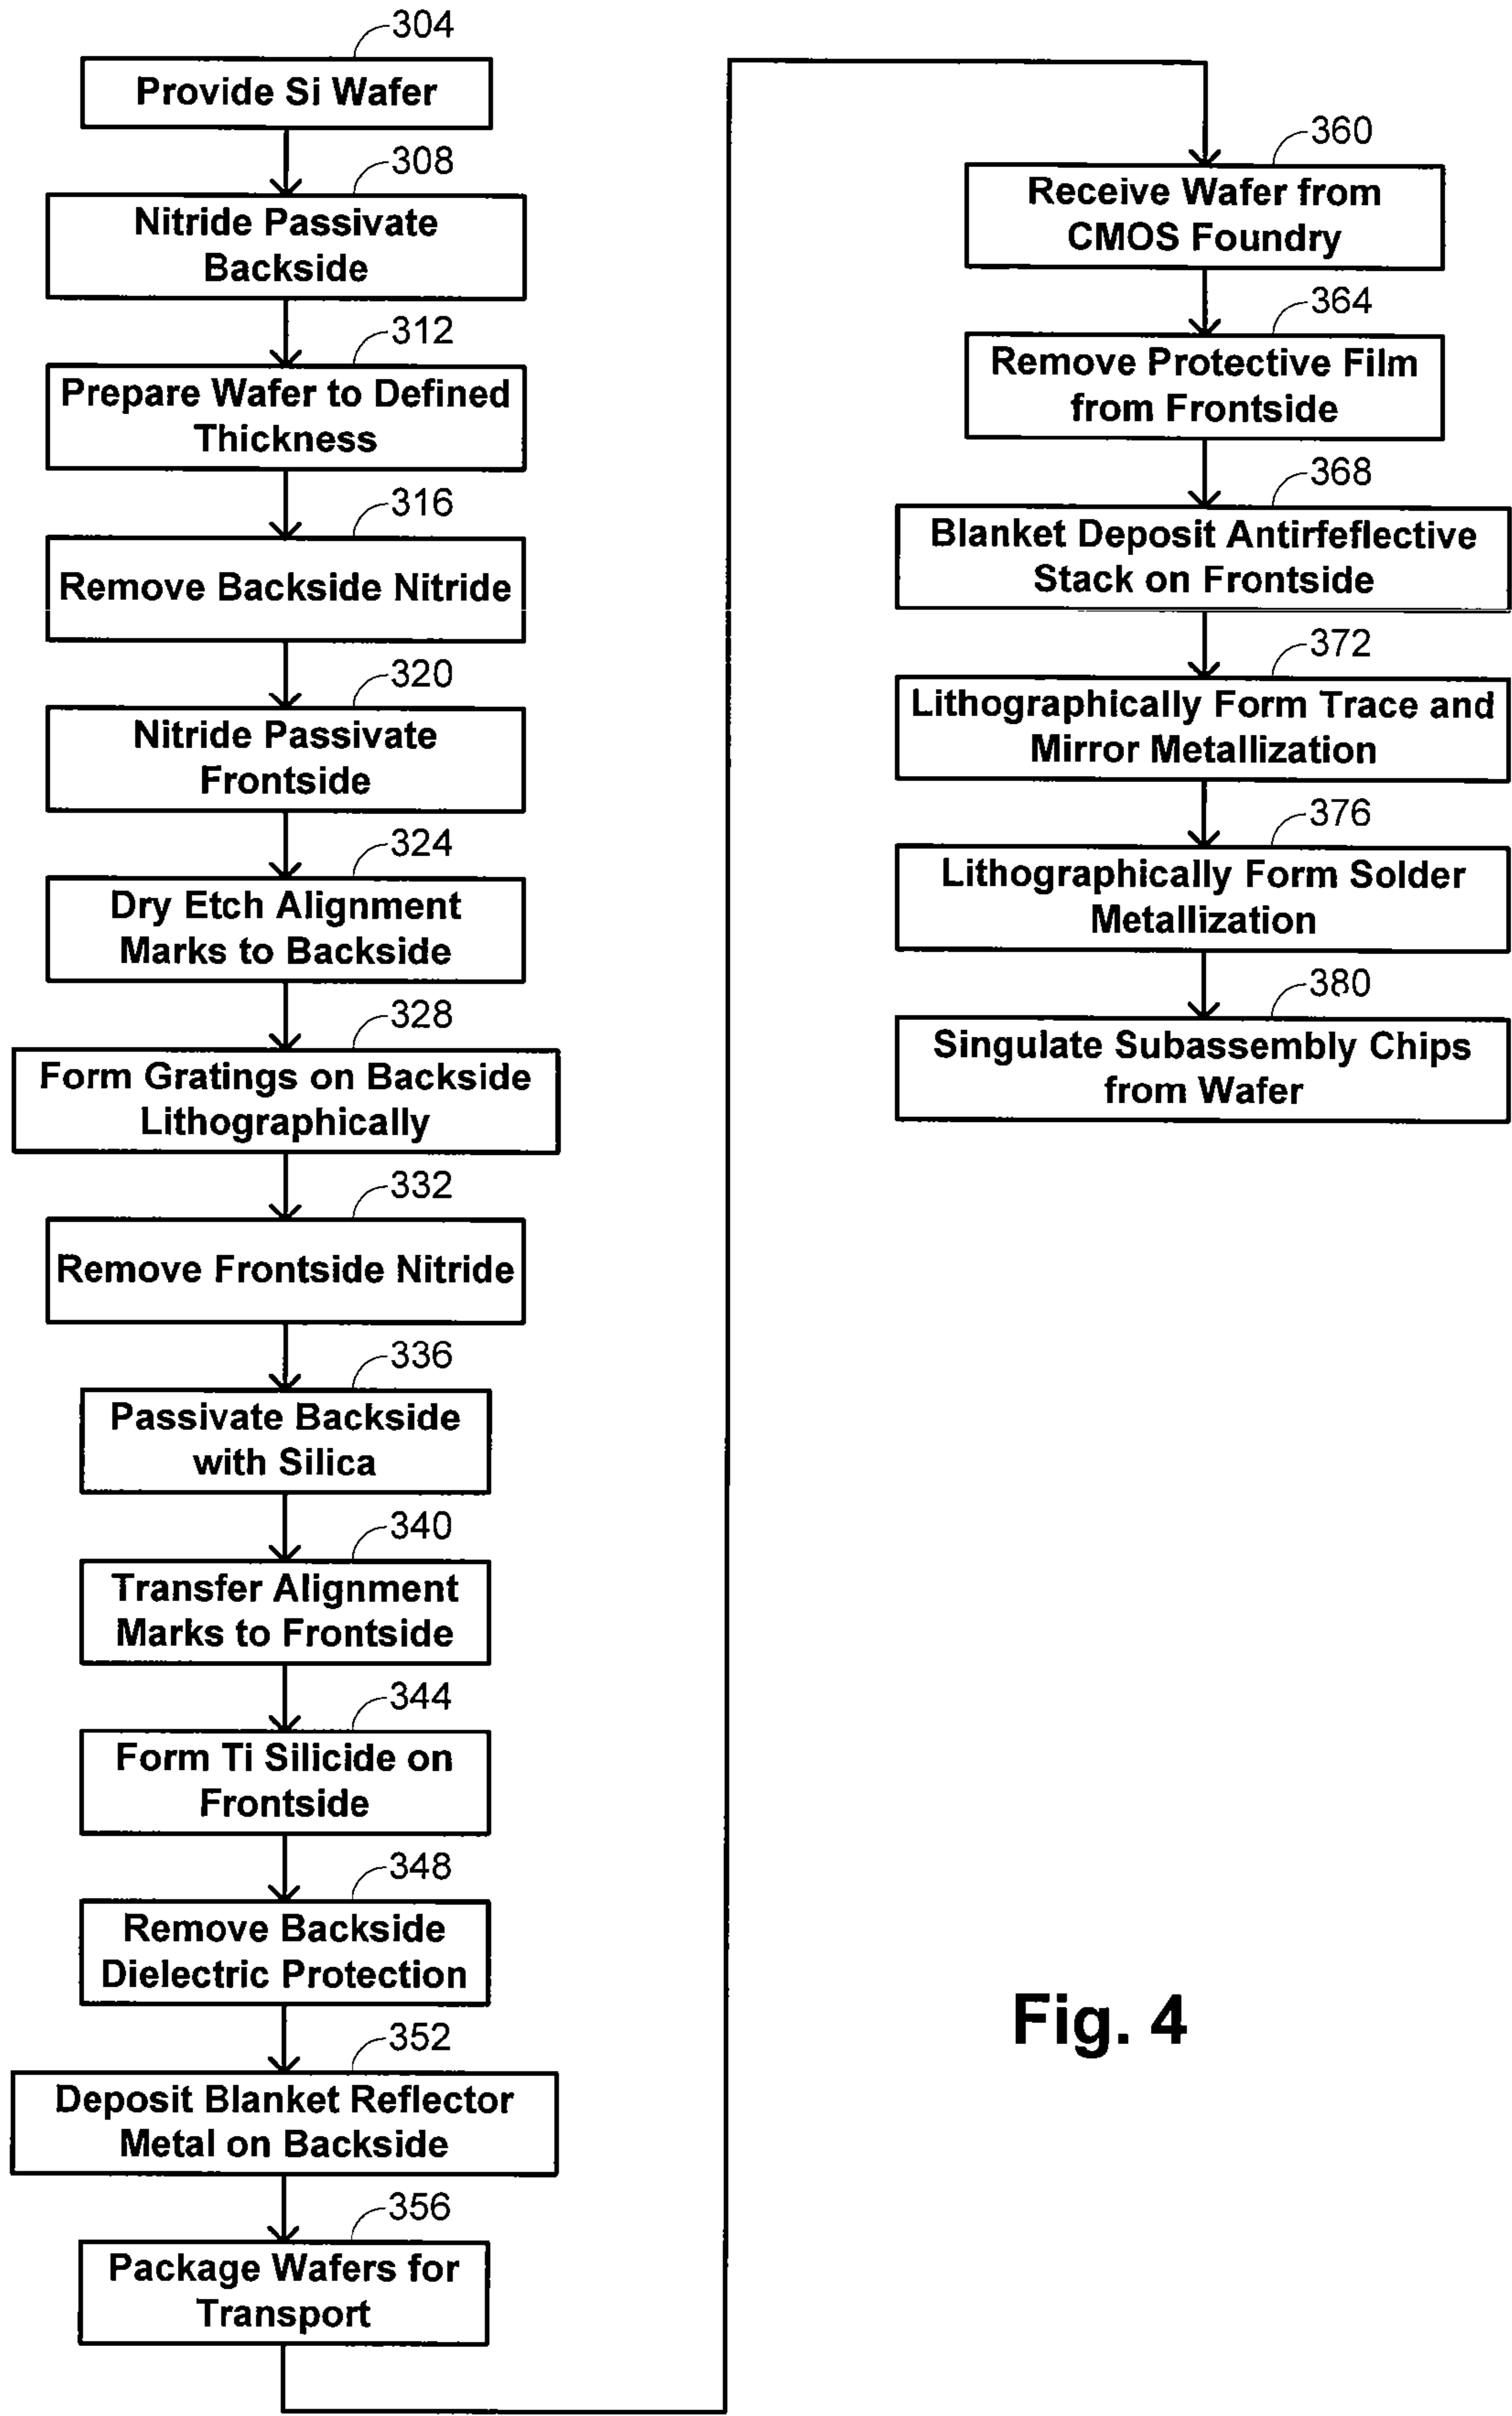 304
Provide Si Wafer
308
Nitride Passivate
Backside
312
Prepare Wafer to Defined
Thickness
316
Remove Backside Nitride
320
Nitride Passivate
Frontside
324
Dry Etch Alignment
Marks to Backside
328
Form Gratings on Backside
Lithographically
332
Remove Frontside Nitride
336
Passivate Backside
with Silica
340
Transfer Alignment
Marks to Frontside
344
Form Ti Silicide on
Frontside
348
Remove Backside
Dielectric Protection
352
Deposit Blanket Reflector
Metal on Backside
356
Package Wafers for
Transport
360
Receive Wafer from
CMOS Foundry
364
Remove Protective Film
from Frontside
368
Blanket Deposit Antirfeflective
Stack on Frontside
372
Lithographically Form Trace and
Mirror Metallization
376
Lithographically Form Solder
Metallization
380
Singulate Subassembly Chips
from Wafer
Fig. 4